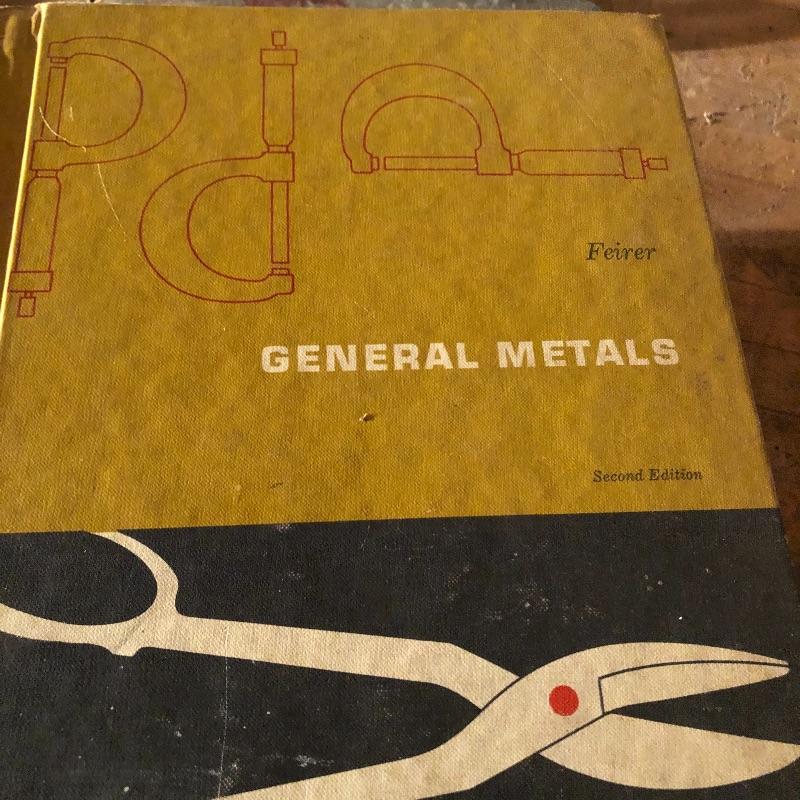 Feirer
GENERAL METALS
Second Edition